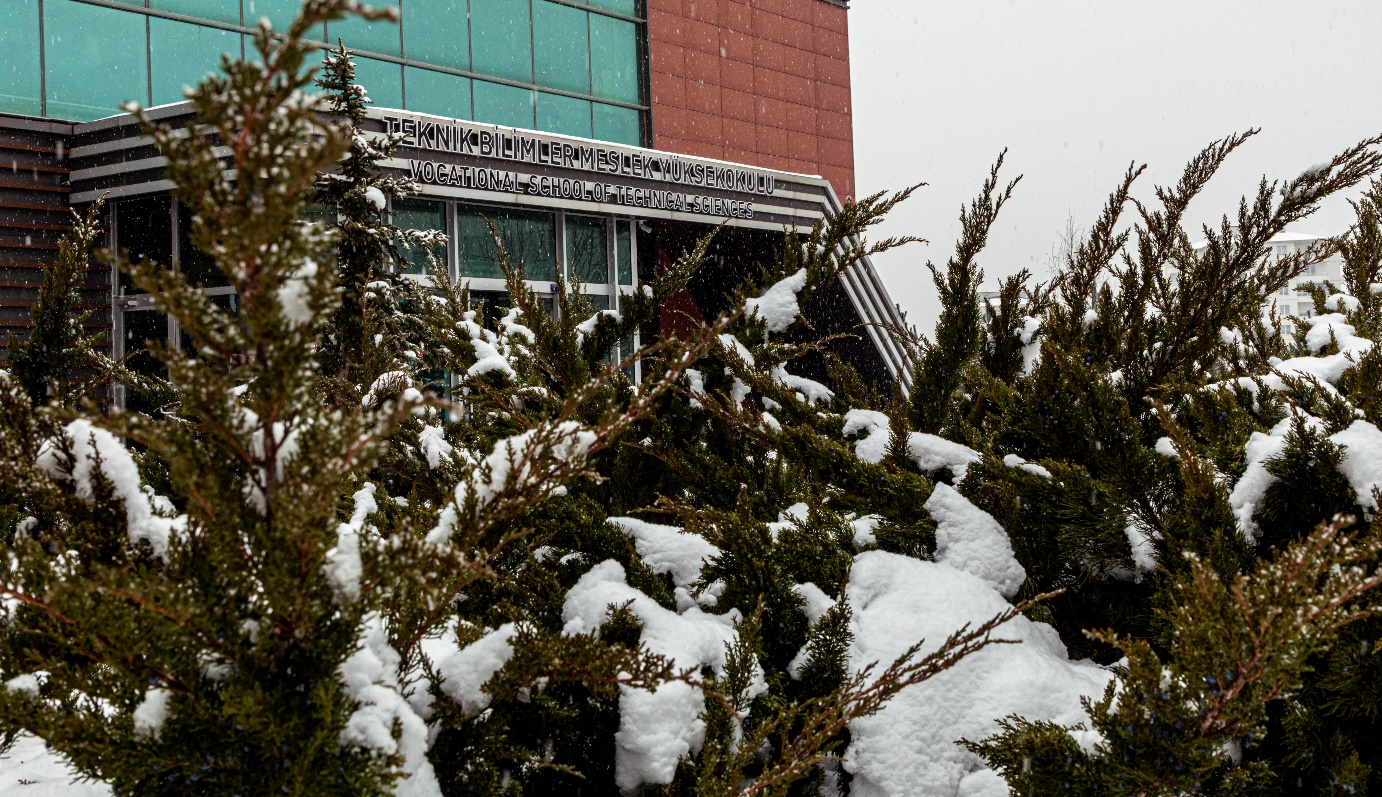 TEKNİK BİLİMLER MESLEK YÜKSEKOKULU
VOCATIONAL SCHOOL OF TECHNICAL SCIENCES